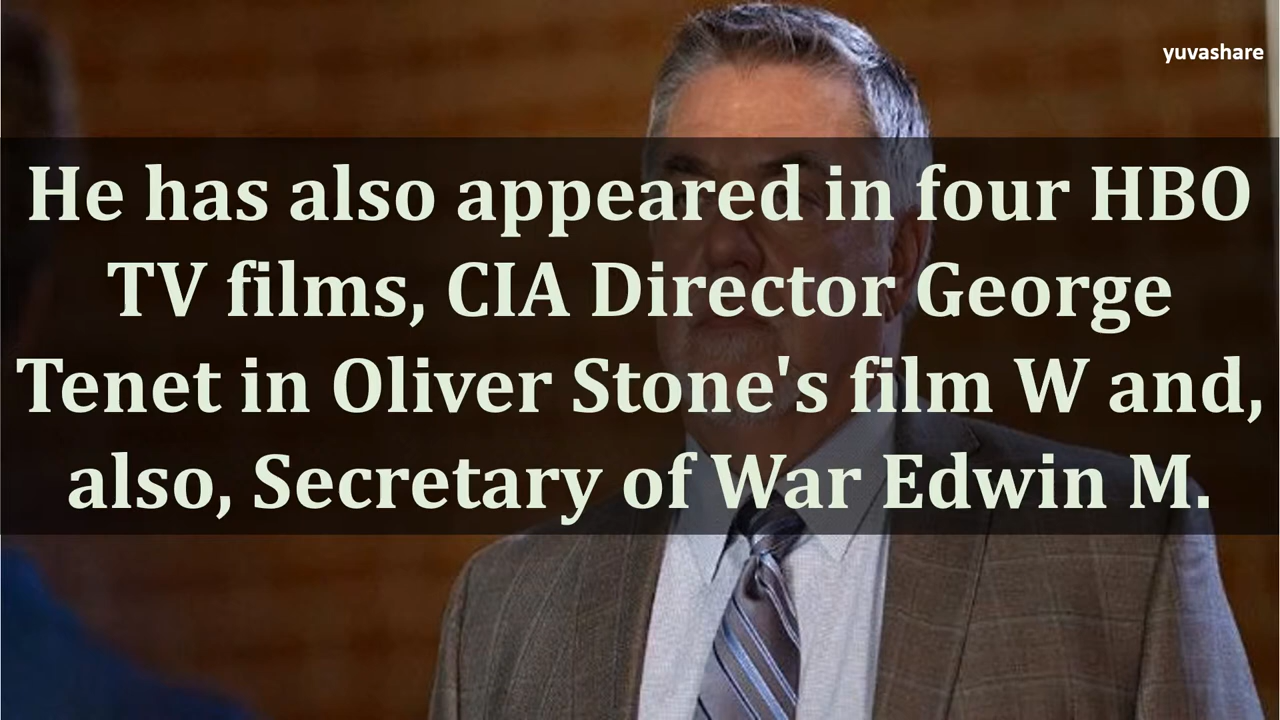 yuvashare
He has also appeared in four HBO
TV films, CIA Director George
Tenet in Oliver Stone's film W and,
also, Secretary of War Edwin M.